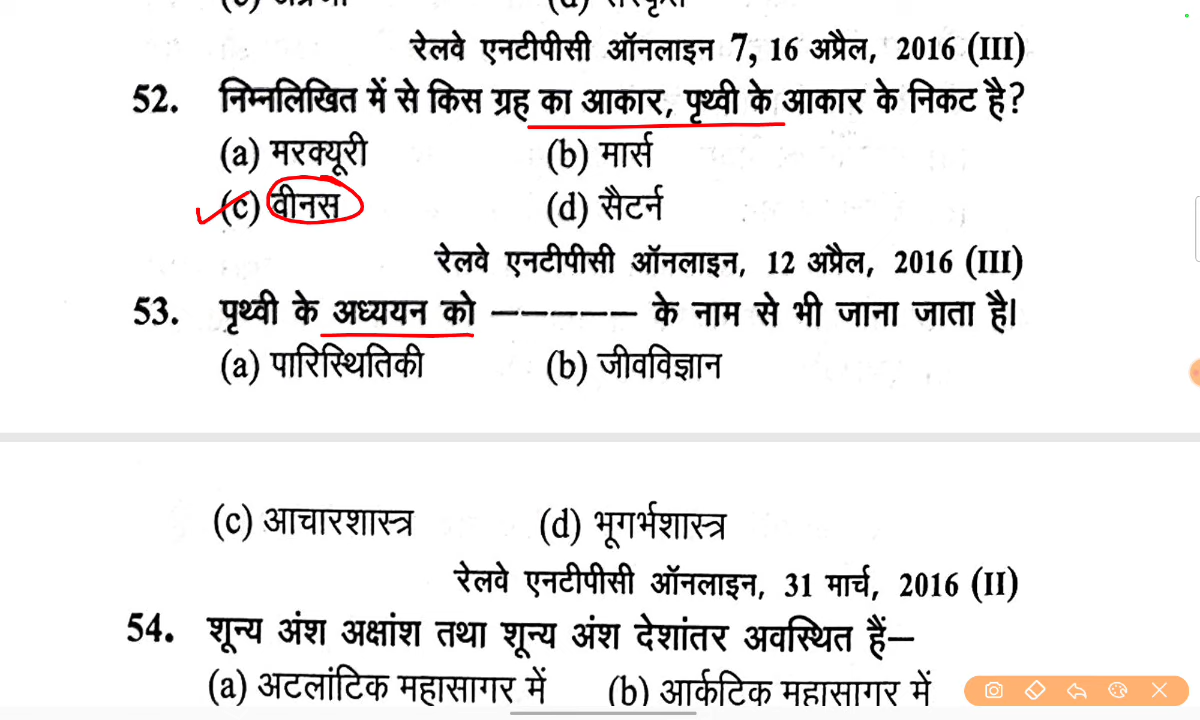 रेलवे एनटीपीसी ऑनलाइन 7, 16 अप्रैल, 2016 (III)
52. निम्नलिखित में से किस ग्रह का आकार, पृथ्वी के आकार के निकट है?
(a) मरक्यूरी (b) मार्स
(c) वीनस (d) सैटर्न
रेलवे एनटीपीसी ऑनलाइन, 12 अप्रैल, 2016 (III)
53. पृथ्वी के अध्ययन को ––––– के नाम से भी जाना जाता है।
(a) पारिस्थितिकी (b) जीवविज्ञान
(c) आचारशास्त्र (d) भूगर्भशास्त्र
रेलवे एनटीपीसी ऑनलाइन, 31 मार्च, 2016 (II)
54. शून्य अंश अक्षांश तथा शून्य अंश देशांतर अवस्थित हैं–
(a) अटलांटिक महासागर में (b) आर्कटिक महासागर में